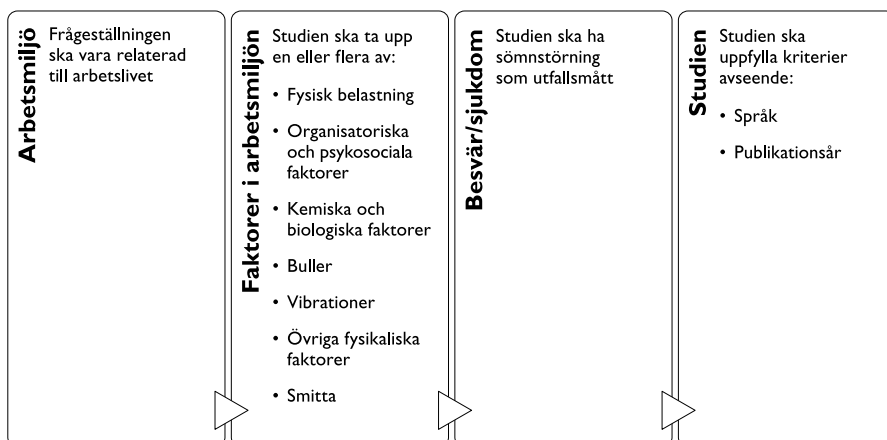 Arbetsmiljö
Frågeställningen
ska vara relaterad
till arbetslivet
Faktorer i arbetsmiljön
Studien ska ta upp
en eller flera av:
• Fysisk belastning
• Organisatoriska
och psykosociala
faktorer
• Kemiska och
biologiska faktorer
• Buller
• Vibrationer
• Övriga fysikaliska
faktorer
• Smitta
Besvär/sjukdom
Studien ska ha
sömnstörning
som utfallsmått
Studien
Studien ska
uppfylla kriterier
avseende:
• Språk
• Publikationsår